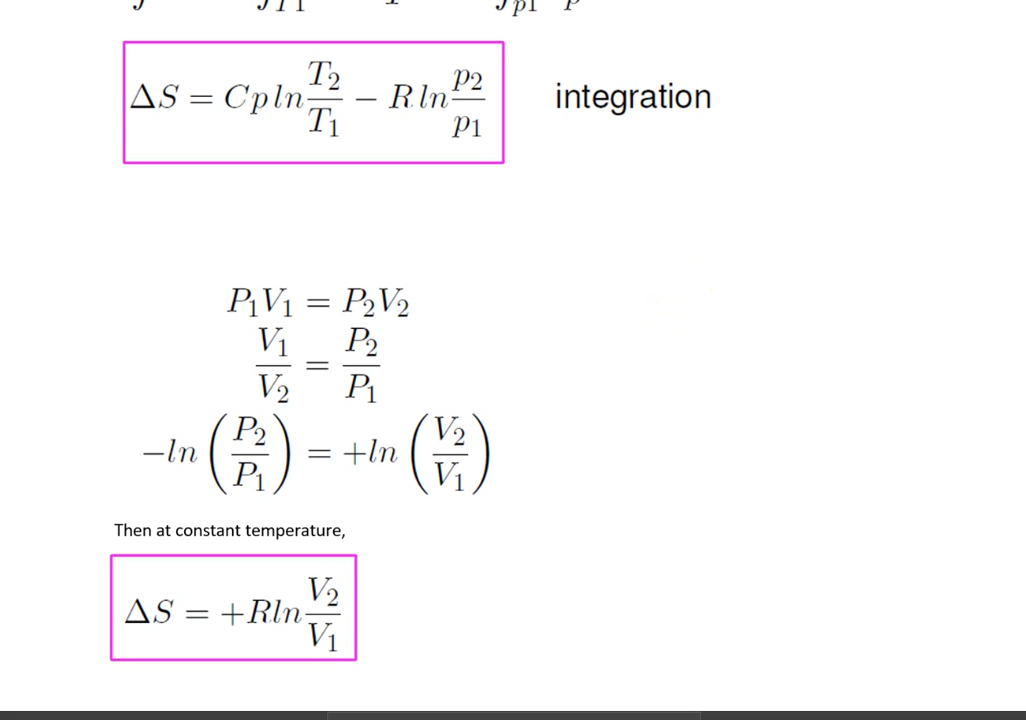 ΔS = Cp ln T₂/T₁ − R ln p₂/p₁ integration
P₁V₁ = P₂V₂
V₁/V₂ = P₂/P₁
−ln (P₂/P₁) = +ln (V₂/V₁)
Then at constant temperature,
ΔS = +Rln V₂/V₁